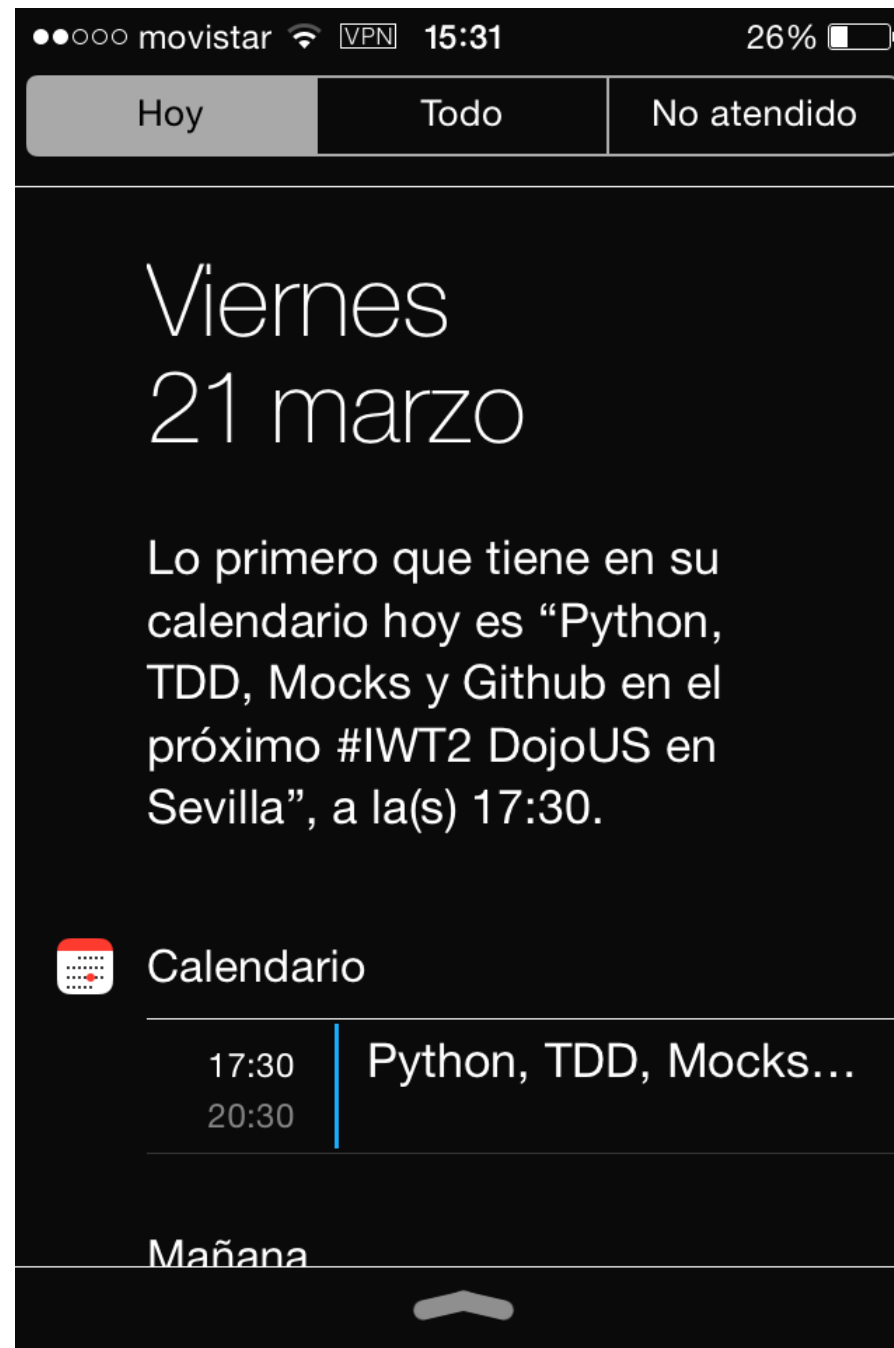 movistar VPN 15:31 26%
Hoy Todo No atendido
Viernes
21 marzo
Lo primero que tiene en su
calendario hoy es “Python,
TDD, Mocks y Github en el
próximo #IWT2 DojoUS en
Sevilla”, a la(s) 17:30.
Calendario
17:30 Python, TDD, Mocks...
20:30
Mañana